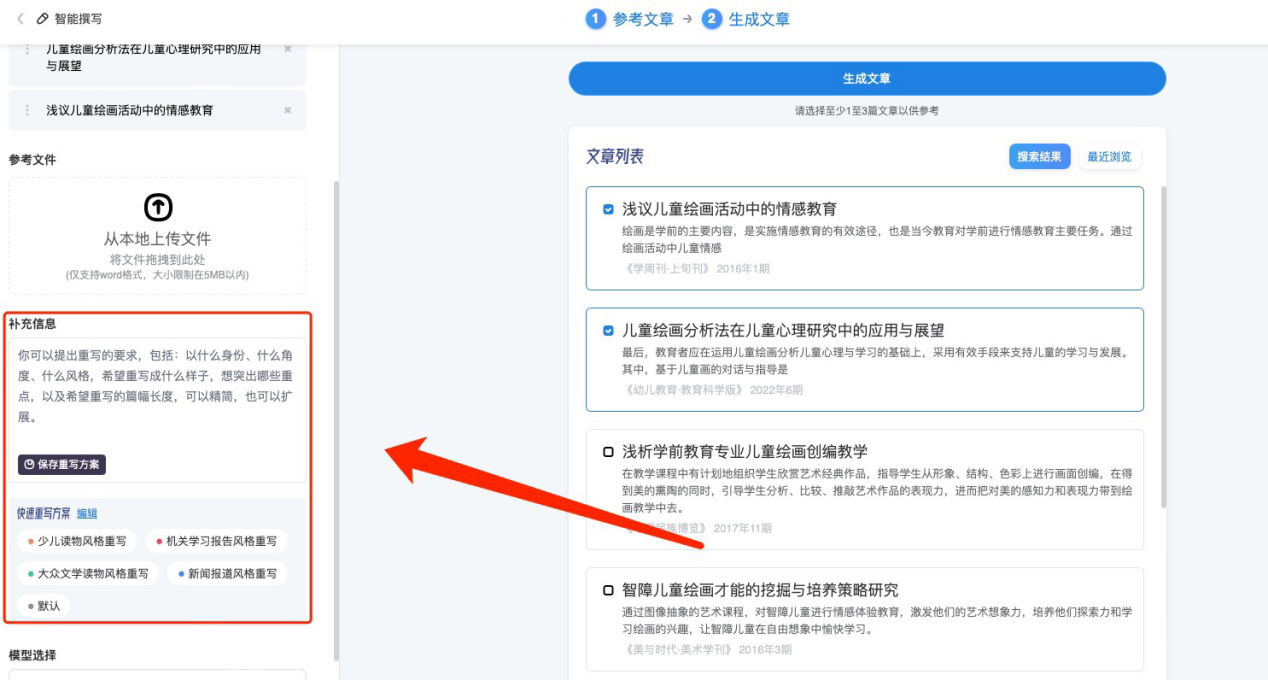 智能撰写
1 参考文章 → 2 生成文章
儿童绘画分析法在儿童心理研究中的应用
与展望
浅议儿童绘画活动中的情感教育
参考文件
从本地上传文件
将文件拖拽到此处
(仅支持word格式，大小限制在5MB以内)
补充信息
你可以提出重写的要求，包括：以什么身份、什么角
度、什么风格，希望重写成什么样子，想突出哪些重
点，以及希望重写的篇幅长度，可以精简，也可以扩
展。
保存重写方案
快速重写方案 编辑
少儿读物风格重写 机关学习报告风格重写
大众文学读物风格重写 新闻报道风格重写
默认
模型选择
生成文章
请选择至少1至3篇文章以供参考
文章列表
搜索结果 最近浏览
浅议儿童绘画活动中的情感教育
绘画是学前的主要内容，是实施情感教育的有效途径，也是当今教育对学前进行情感教育主要任务。通过
绘画活动中儿童情感
《学周刊·上旬刊》 2016年1期
儿童绘画分析法在儿童心理研究中的应用与展望
最后，教育者应在运用儿童绘画分析儿童心理与学习的基础上，采用有效手段来支持儿童的学习与发展。
其中，基于儿童画的对话与指导是
《幼儿教育·教育科学版》 2022年6期
浅析学前教育专业儿童绘画创编教学
在教学课程中有计划地组织学生欣赏艺术经典作品，指导学生从形象、结构、色彩上进行画面创编，在得
到美的熏陶的同时，引导学生分析、比较、推敲艺术作品的表现力，进而把对美的感知力和表现力带到绘
画教学中去。
民族博览》 2017年11期
智障儿童绘画才能的挖掘与培养策略研究
通过图像抽象的艺术课程，对智障儿童进行情感体验教育，激发他们的艺术想象力，培养他们探索力和学
习绘画的兴趣，让智障儿童在自由想象中愉快学习。
《美与时代·美术学刊》 2016年3期